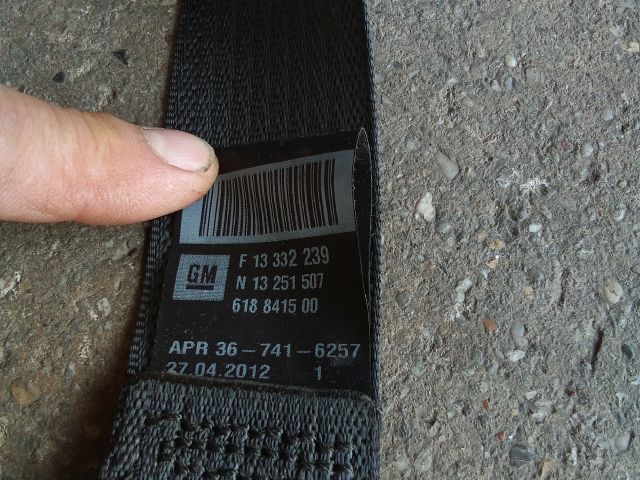 F 13 332 239
GM
N 13 251 507
618 8415 00
APR 36-741-6257
27.04.2012 1